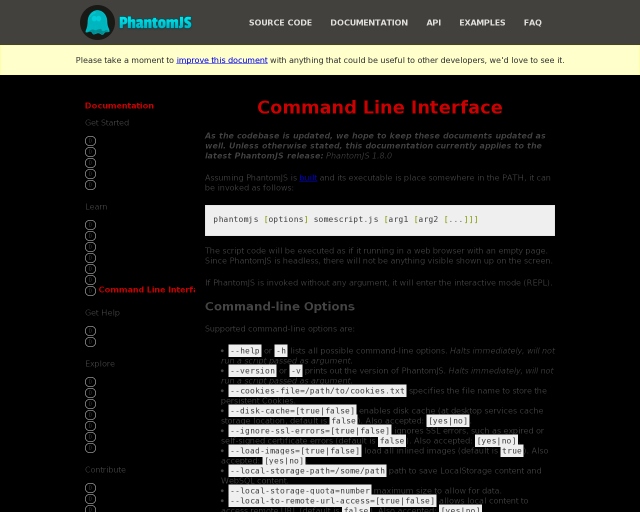 PhantomJS
SOURCE CODE DOCUMENTATION API EXAMPLES FAQ
Please take a moment to improve this document with anything that could be useful to other developers, we'd love to see it.
Documentation
Get Started
Learn
Command Line Interf
Get Help
Explore
Contribute
Command Line Interface
As the codebase is updated, we hope to keep these documents updated as
well. Unless otherwise stated, this documentation currently applies to the
latest PhantomJS release: PhantomJS 1.8.0
Assuming PhantomJS is built and its executable is place somewhere in the PATH, it can
be invoked as follows:
phantomjs [options] somescript.js [arg1 [arg2 [...]]]
The script code will be executed as if it running in a web browser with an empty page.
Since PhantomJS is headless, there will not be anything visible shown up on the screen.
If PhantomJS is invoked without any argument, it will enter the interactive mode (REPL).
Command-line Options
Supported command-line options are:
--help or -h lists all possible command-line options. Halts immediately, will not
run a script passed as argument.
--version or -v prints out the version of PhantomJS. Halts immediately, will not
run a script passed as argument.
--cookies-file=/path/to/cookies.txt specifies the file name to store the
persistent Cookies.
--disk-cache=[true|false] enables disk cache (at desktop services cache
storage location, default is false). Also accepted: [yes|no]
--ignore-ssl-errors=[true|false] ignores SSL errors, such as expired or
self-signed certificate errors (default is false). Also accepted: [yes|no]
--load-images=[true|false] load all inlined images (default is true). Also
accepted: [yes|no]
--local-storage-path=/some/path path to save LocalStorage content and
WebSQL content.
--local-storage-quota=number maximum size to allow for data.
--local-to-remote-url-access=[true|false] allows local content to
access remote URL (default is false. Also accepted: [yes|no]